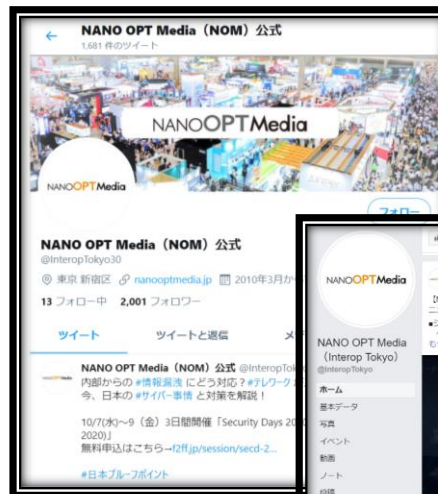 NANO OPT Media（NOM）公式
1,681 件のツイート
NANOOPTMedia
NANOOPTMedia
フォロー
NANO OPT Media（NOM）公式
@InteropTokyo30
東京 新宿区 nanooptmedia.jp 2010年3月か
13 フォロー中 2,001 フォロワー
ツイート ツイートと返信
NANO OPT Media（NOM）公式 @InteropTokyo
内部からの #情報漏洩 にどう対応？#テレワーク
今、日本の #サイバー事情 と対策を解説！
10/7(水)～9（金）3日間開催「Security Days
2020)」
無料申込はこちら→f2ff.jp/session/secd-2...
#日本プルーフポイント
NANOOPTMedia
NANO OPT Media
（Interop Tokyo）
@InteropTokyo
ホーム
基本データ
写真
イベント
動画
ノート
投稿